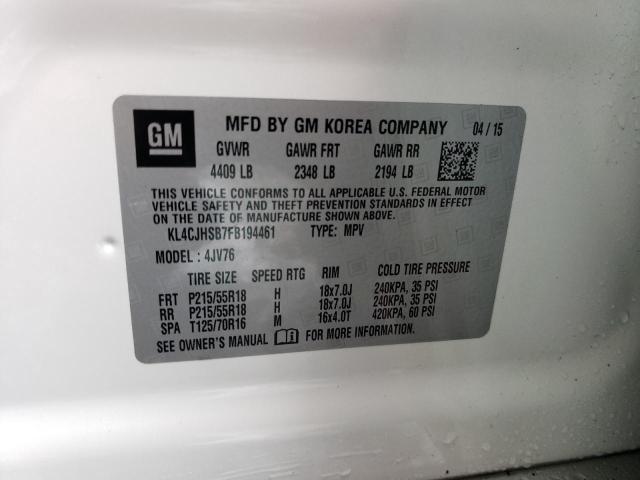 GM MFD BY GM KOREA COMPANY 04 / 15
GVWR GAWR FRT GAWR RR
4409 LB 2348 LB 2194 LB
THIS VEHICLE CONFORMS TO ALL APPLICABLE U.S. FEDERAL MOTOR
VEHICLE SAFETY AND THEFT PREVENTION STANDARDS IN
EFFECT ON THE DATE OF MANUFACTURE SHOWN ABOVE.
KL4CJHSB7FB194461 TYPE: MPV
MODEL : 4JV76
TIRE SIZE SPEED RTG RIM COLD TIRE PRESSURE
FRT P215/55R18 H 18x7.0J 240KPA, 35 PSI
RR P215/55R18 H 18x7.0J 240KPA, 35 PSI
SPA T125/70R16 M 16x4.0T 420KPA, 60 PSI
SEE OWNER'S MANUAL FOR MORE INFORMATION.